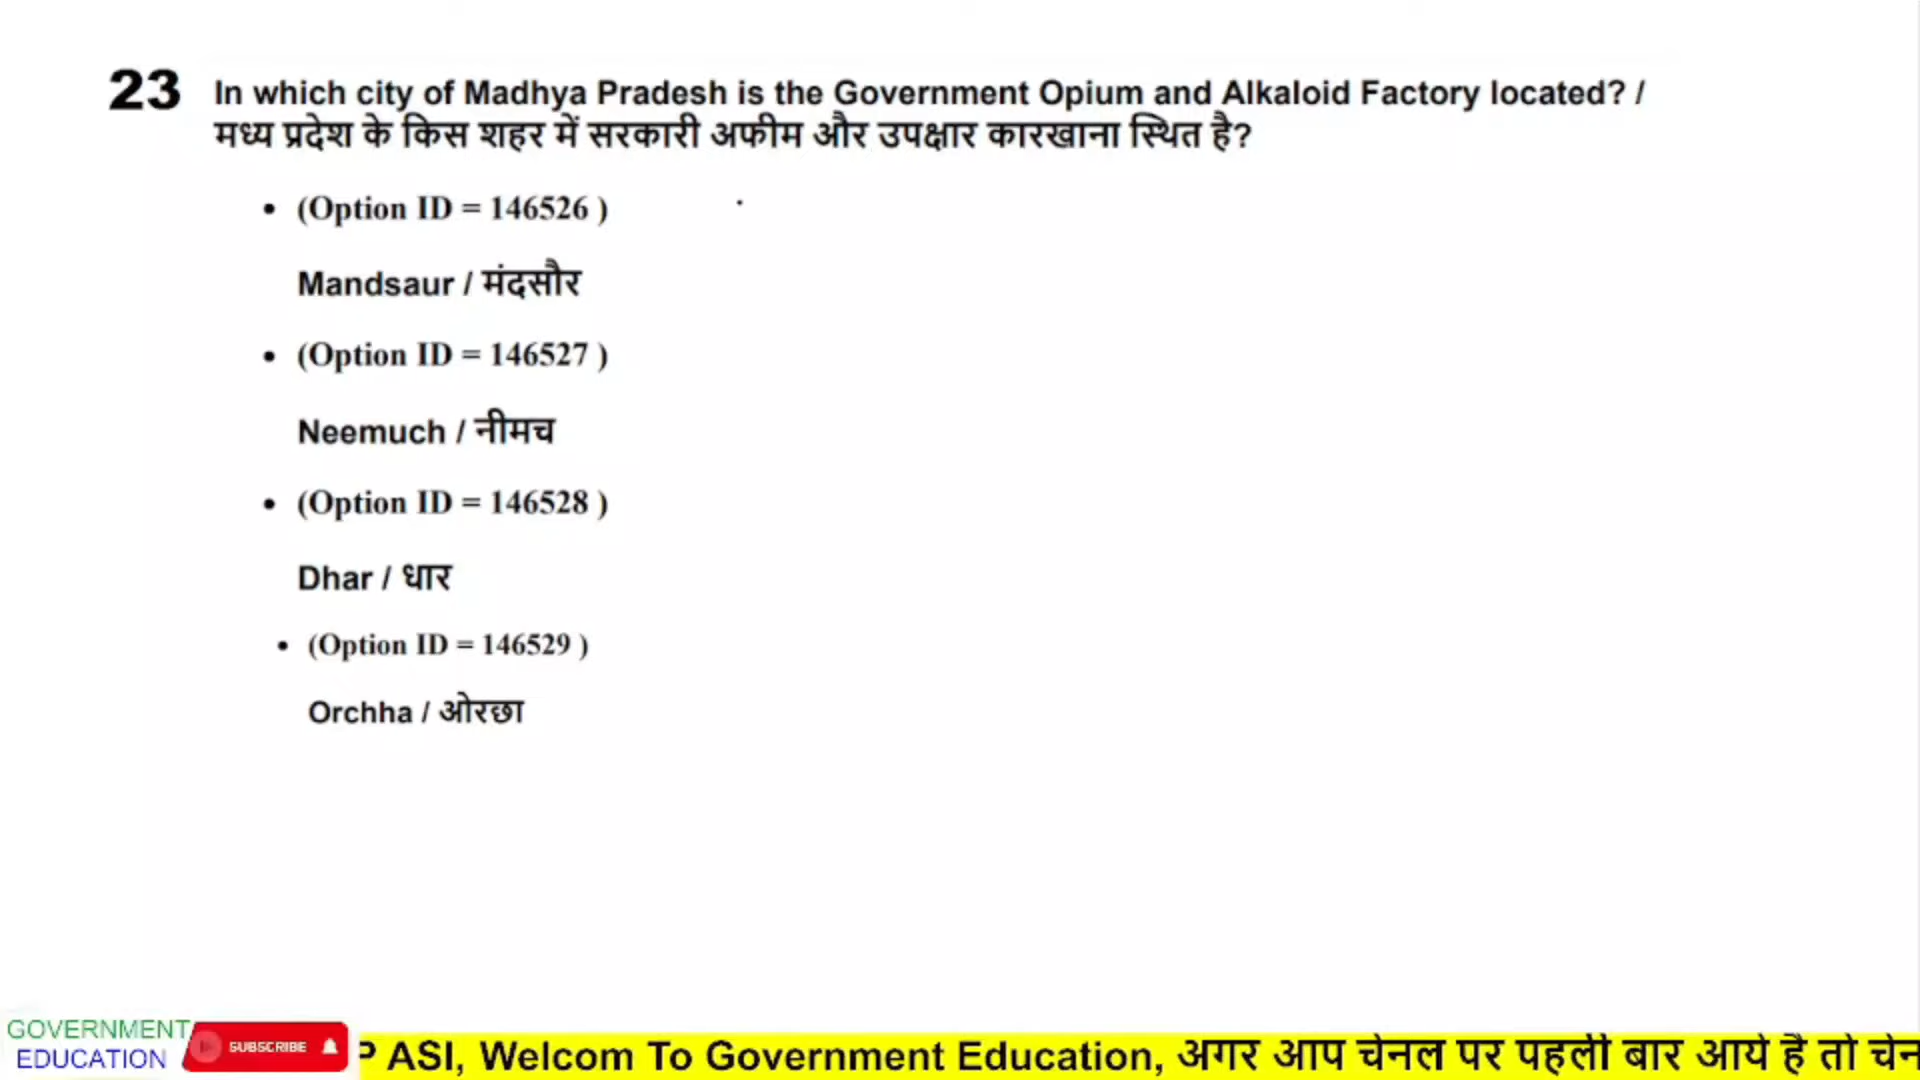 23 In which city of Madhya Pradesh is the Government Opium and Alkaloid Factory located? /
मध्य प्रदेश के किस शहर में सरकारी अफीम और उपक्षार कारखाना स्थित है?
• (Option ID = 146526 )
Mandsaur / मंदसौर
• (Option ID = 146527 )
Neemuch / नीमच
• (Option ID = 146528 )
Dhar / धार
• (Option ID = 146529 )
Orchha / ओरछा
GOVERNMENT
EDUCATION
SUBSCRIBE
P ASI, Welcom To Government Education, अगर आप चेनल पर पहली बार आये है तो चेन